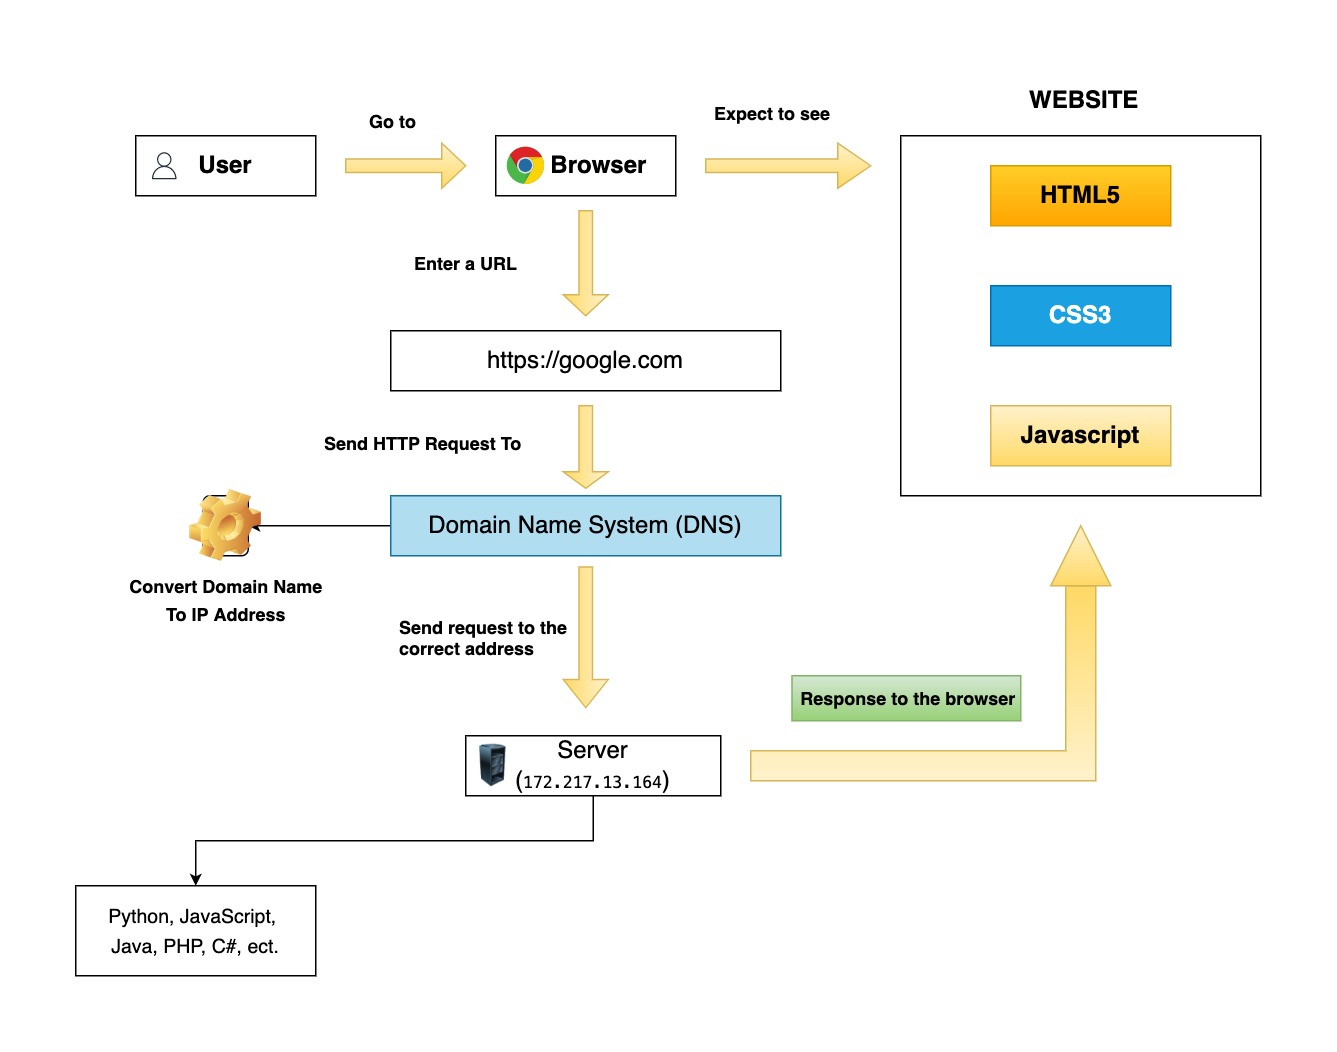 WEBSITE
Go to
Expect to see
User
Browser
HTML5
Enter a URL
CSS3
https://google.com
Javascript
Send HTTP Request To
Domain Name System (DNS)
Convert Domain Name
To IP Address
Send request to the
correct address
Response to the browser
Server
(172.217.13.164)
Python, JavaScript,
Java, PHP, C#, ect.